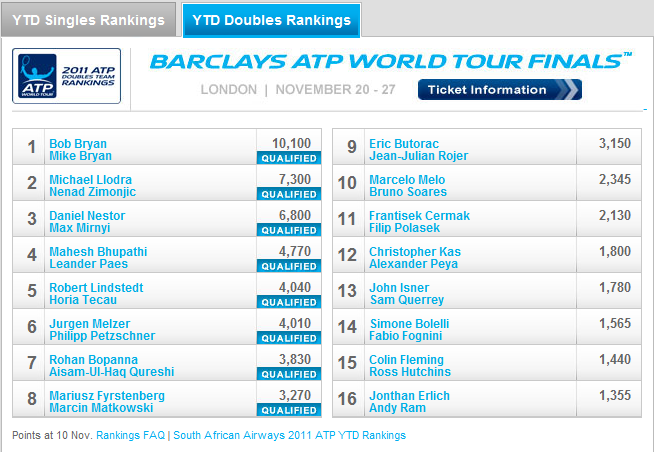 YTD Singles Rankings
YTD Doubles Rankings
2011 ATP
DOUBLES TEAM
RANKINGS
ATP
WORLD TOUR
BARCLAYS ATP WORLD TOUR FINALS™
LONDON | NOVEMBER 20 - 27
Ticket Information
1 Bob Bryan 10,100
Mike Bryan QUALIFIED
2 Michael Llodra 7,300
Nenad Zimonjic QUALIFIED
3 Daniel Nestor 6,800
Max Mirnyi QUALIFIED
4 Mahesh Bhupathi 4,770
Leander Paes QUALIFIED
5 Robert Lindstedt 4,040
Horia Tecau QUALIFIED
6 Jurgen Melzer 4,010
Philipp Petzschner QUALIFIED
7 Rohan Bopanna 3,830
Aisam-Ul-Haq Qureshi QUALIFIED
8 Mariusz Fyrstenberg 3,270
Marcin Matkowski QUALIFIED
9 Eric Butorac 3,150
Jean-Julian Rojer
10 Marcelo Melo 2,345
Bruno Soares
11 Frantisek Cermak 2,130
Filip Polasek
12 Christopher Kas 1,800
Alexander Peya
13 John Isner 1,780
Sam Querrey
14 Simone Bolelli 1,565
Fabio Fognini
15 Colin Fleming 1,440
Ross Hutchins
16 Jonthan Erlich 1,355
Andy Ram
Points at 10 Nov. Rankings FAQ | South African Airways 2011 ATP YTD Rankings